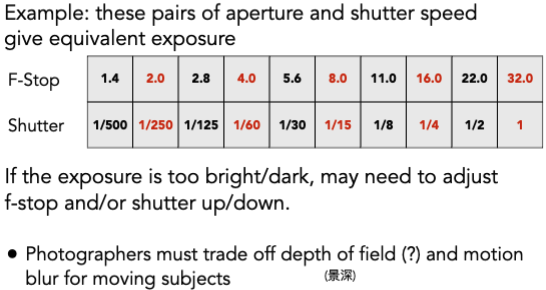 Example: these pairs of aperture and shutter speed
give equivalent exposure
F-Stop 1.4 2.0 2.8 4.0 5.6 8.0 11.0 16.0 22.0 32.0
Shutter 1/500 1/250 1/125 1/60 1/30 1/15 1/8 1/4 1/2 1
If the exposure is too bright/dark, may need to adjust
f-stop and/or shutter up/down.
• Photographers must trade off depth of field (?) and motion
blur for moving subjects (景深)